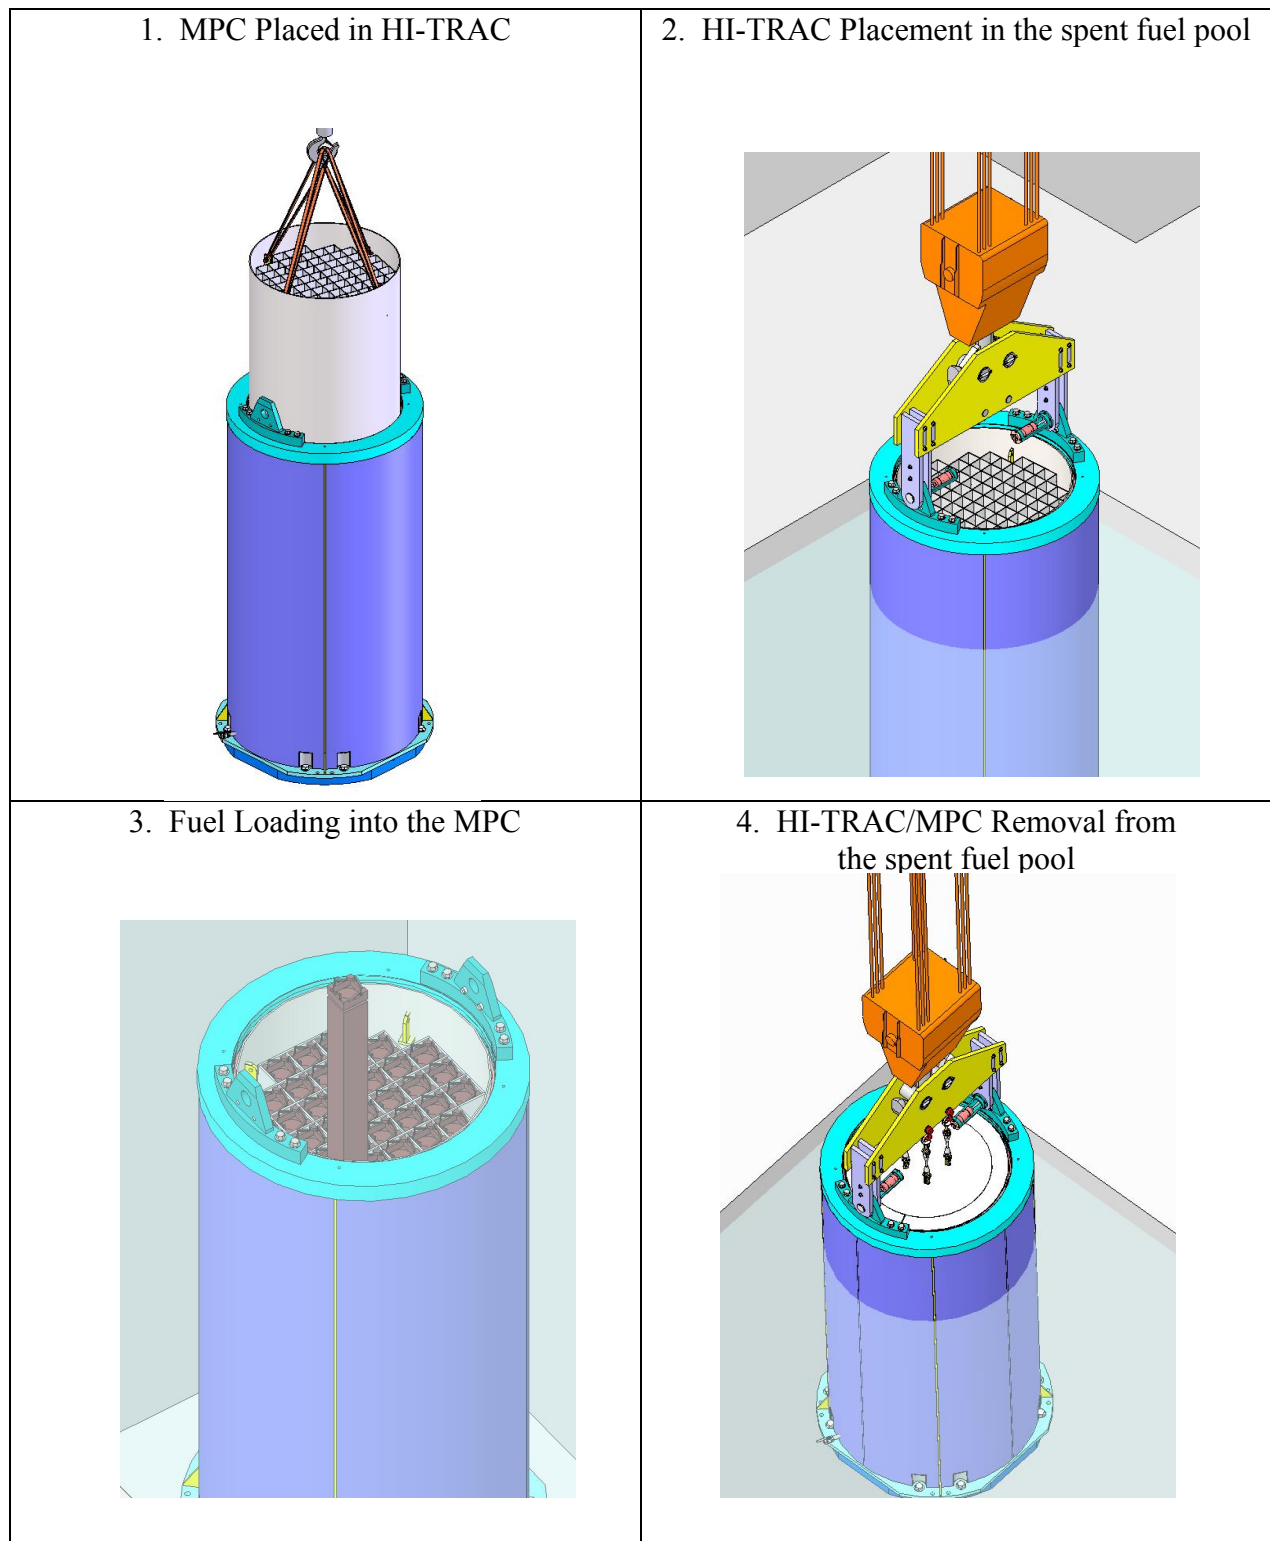 1. MPC Placed in HI-TRAC
2. HI-TRAC Placement in the spent fuel pool
3. Fuel Loading into the MPC
4. HI-TRAC/MPC Removal from
the spent fuel pool